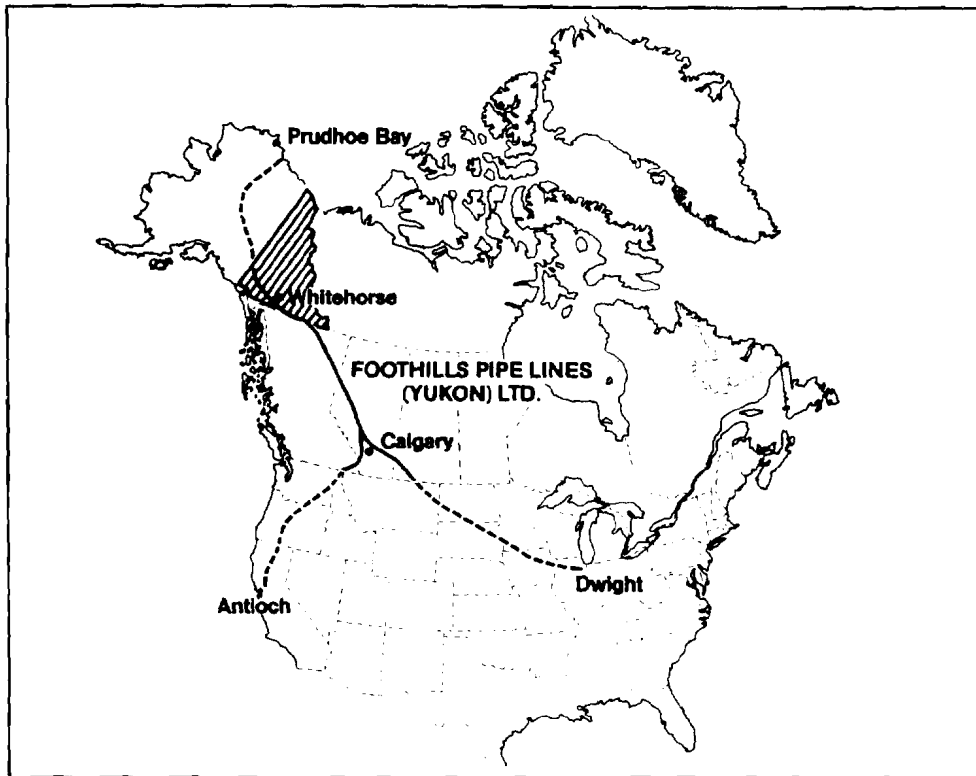 Prudhoe Bay
Whitehorse
FOOTHILLS PIPE LINES
(YUKON) LTD.
Calgary
Dwight
Antioch